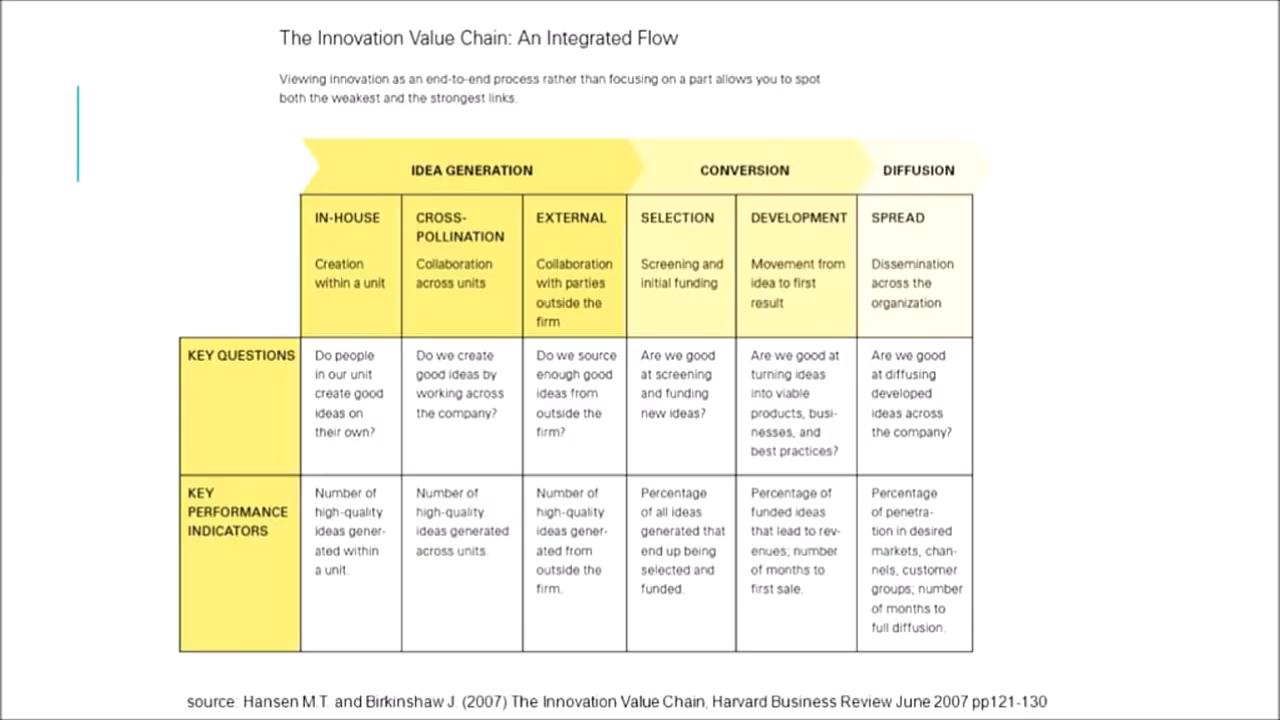 The Innovation Value Chain: An Integrated Flow
Viewing innovation as an end-to-end process rather than focusing on a part allows you to spot
both the weakest and the strongest links.
IDEA GENERATION
CONVERSION
DIFFUSION
IN-HOUSE
Creation
within a unit
CROSS-
POLLINATION
Collaboration
across units
EXTERNAL
Collaboration
with parties
outside the
firm
SELECTION
Screening and
initial funding
DEVELOPMENT
Movement from
idea to first
result
SPREAD
Dissemination
across the
organization
KEY QUESTIONS
Do people
in our unit
create good
ideas on
their own?
Do we create
good ideas by
working across
the company?
Do we source
enough good
ideas from
outside the
firm?
Are we good
at screening
and funding
new ideas?
Are we good at
turning ideas
into viable
products, busi-
nesses, and
best practices?
Are we good
at diffusing
developed
ideas across
the company?
KEY
PERFORMANCE
INDICATORS
Number of
high-quality
ideas gener-
ated within
a unit.
Number of
high-quality
ideas generated
across units.
Number of
high-quality
ideas gener-
ated from
outside the
firm.
Percentage
of all ideas
generated that
end up being
selected and
funded.
Percentage of
funded ideas
that lead to rev-
enues; number
of months to
first sale.
Percentage
of penetra-
tion in desired
markets, chan-
nels, customer
groups; number
of months to
full diffusion.
source: Hansen M.T. and Birkinshaw J. (2007) The Innovation Value Chain, Harvard Business Review June 2007 pp121-130